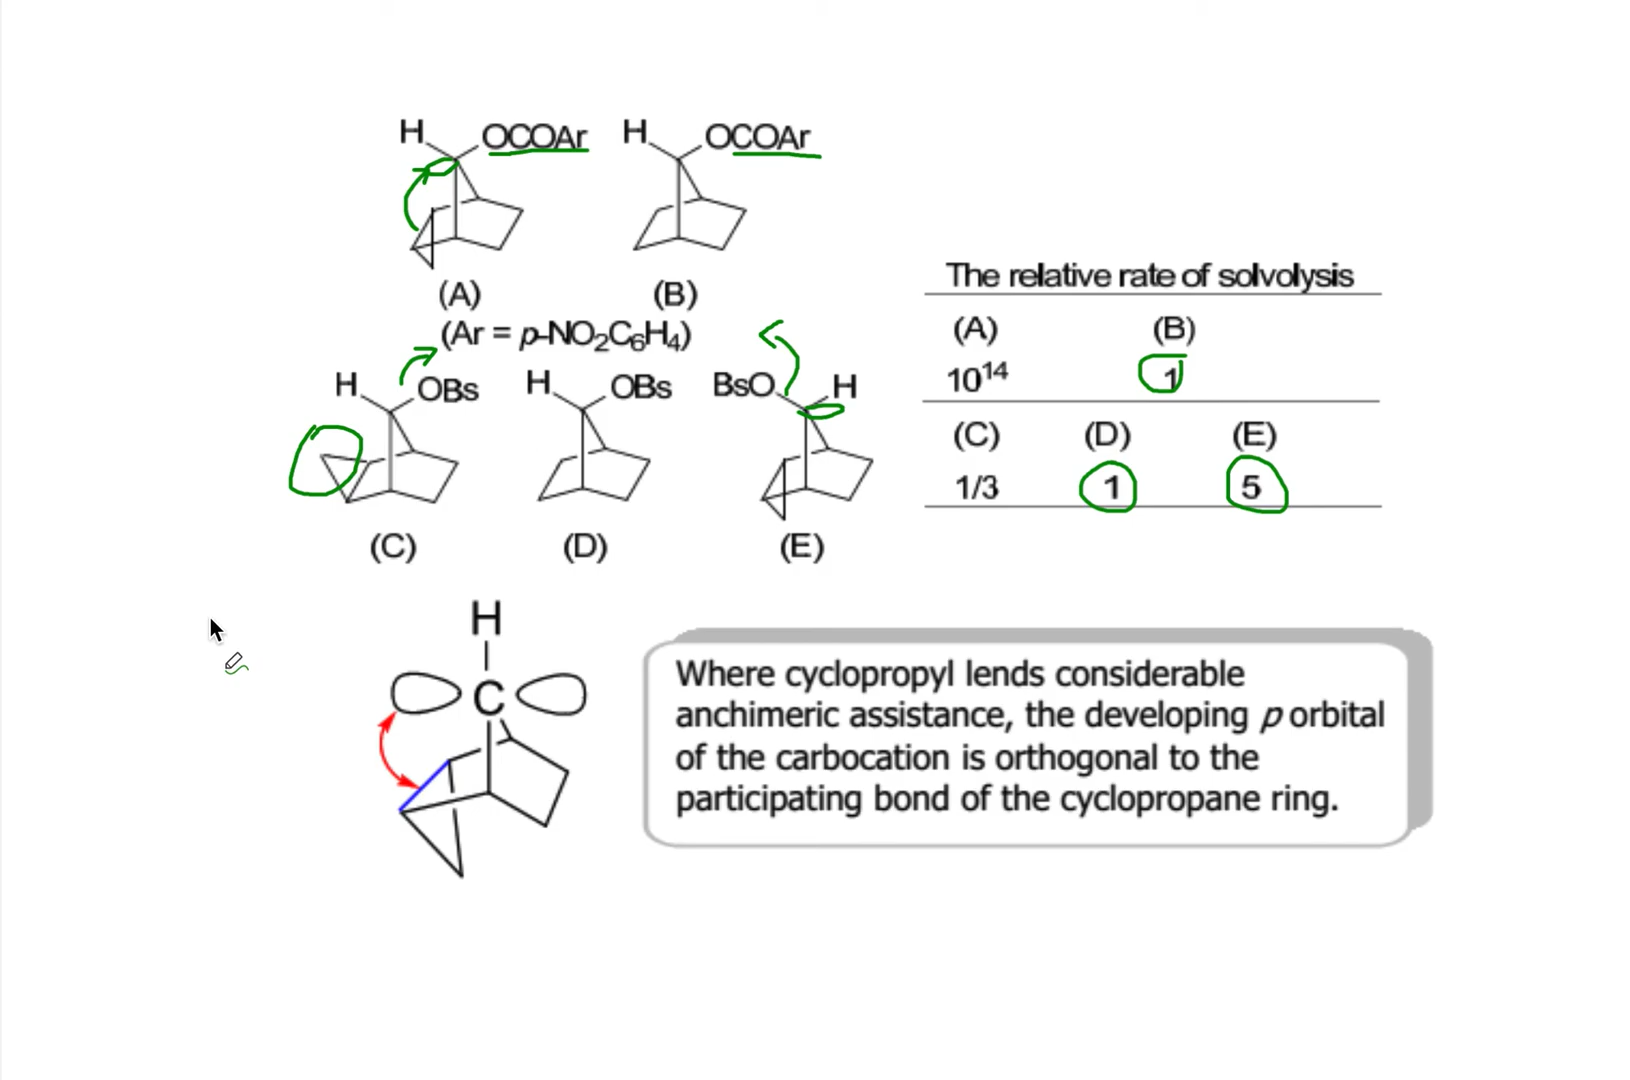 H OCOAr H OCOAr
(A) (B)
(Ar = p-NO2C6H4)
H OBs H OBs BsO H
(C) (D) (E)
The relative rate of solvolysis
(A) (B)
10^14 1
(C) (D) (E)
1/3 1 5
H
C
Where cyclopropyl lends considerable
anchimeric assistance, the developing p orbital
of the carbocation is orthogonal to the
participating bond of the cyclopropane ring.